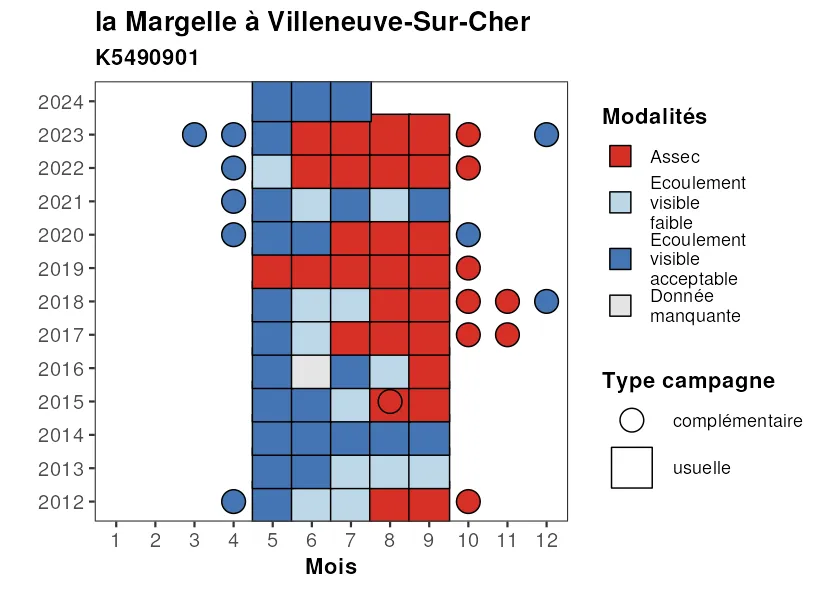 la Margelle à Villeneuve-Sur-Cher
K5490901
2024
2023
2022
2021
2020
2019
2018
2017
2016
2015
2014
2013
2012
1 2 3 4 5 6 7 8 9 10 11 12
Mois
Modalités
Assec
Ecoulement
visible
faible
Ecoulement
visible
acceptable
Donnée
manquante
Type campagne
complémentaire
usuelle